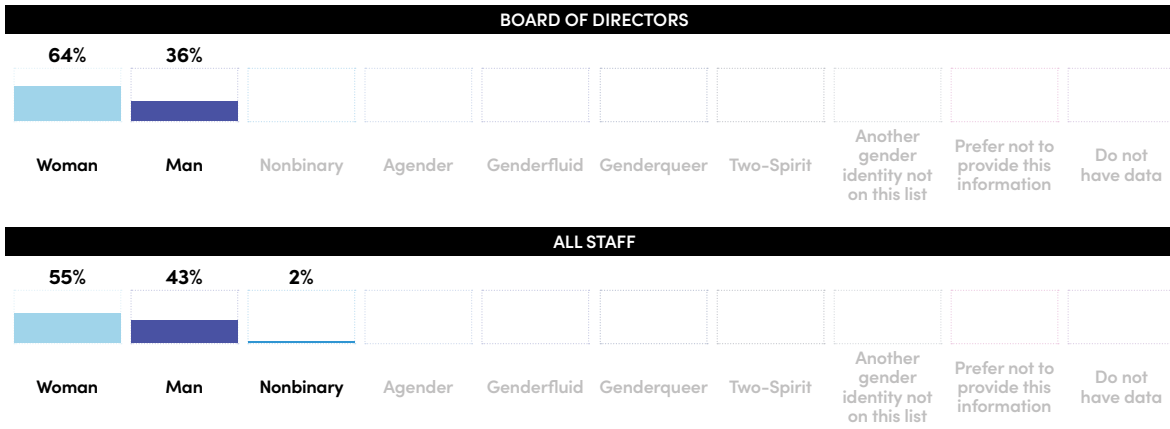 BOARD OF DIRECTORS
64% 36%
Woman Man Nonbinary Agender Genderfluid Genderqueer Two-Spirit Another gender identity not on this list Prefer not to provide this information Do not have data
ALL STAFF
55% 43% 2%
Woman Man Nonbinary Agender Genderfluid Genderqueer Two-Spirit Another gender identity not on this list Prefer not to provide this information Do not have data